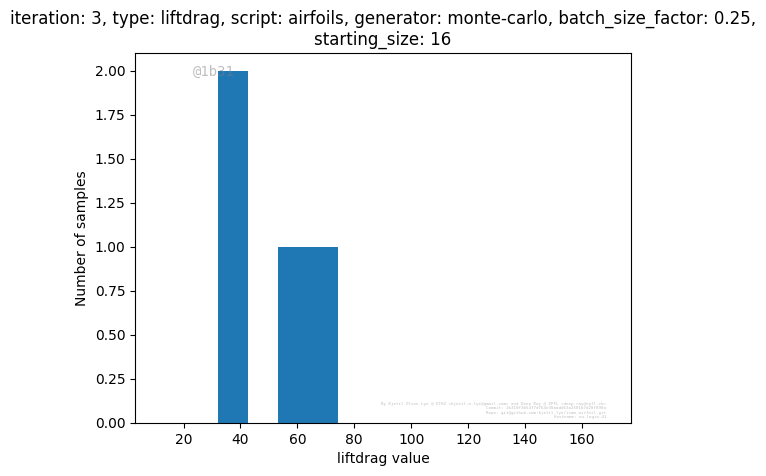 iteration: 3, type: liftdrag, script: airfoils, generator: monte-carlo, batch_size_factor: 0.25,
starting_size: 16
2.00
1.75
1.50
1.25
1.00
0.75
0.50
0.25
0.00
Number of samples
20 40 60 80 100 120 140 160
liftdrag value